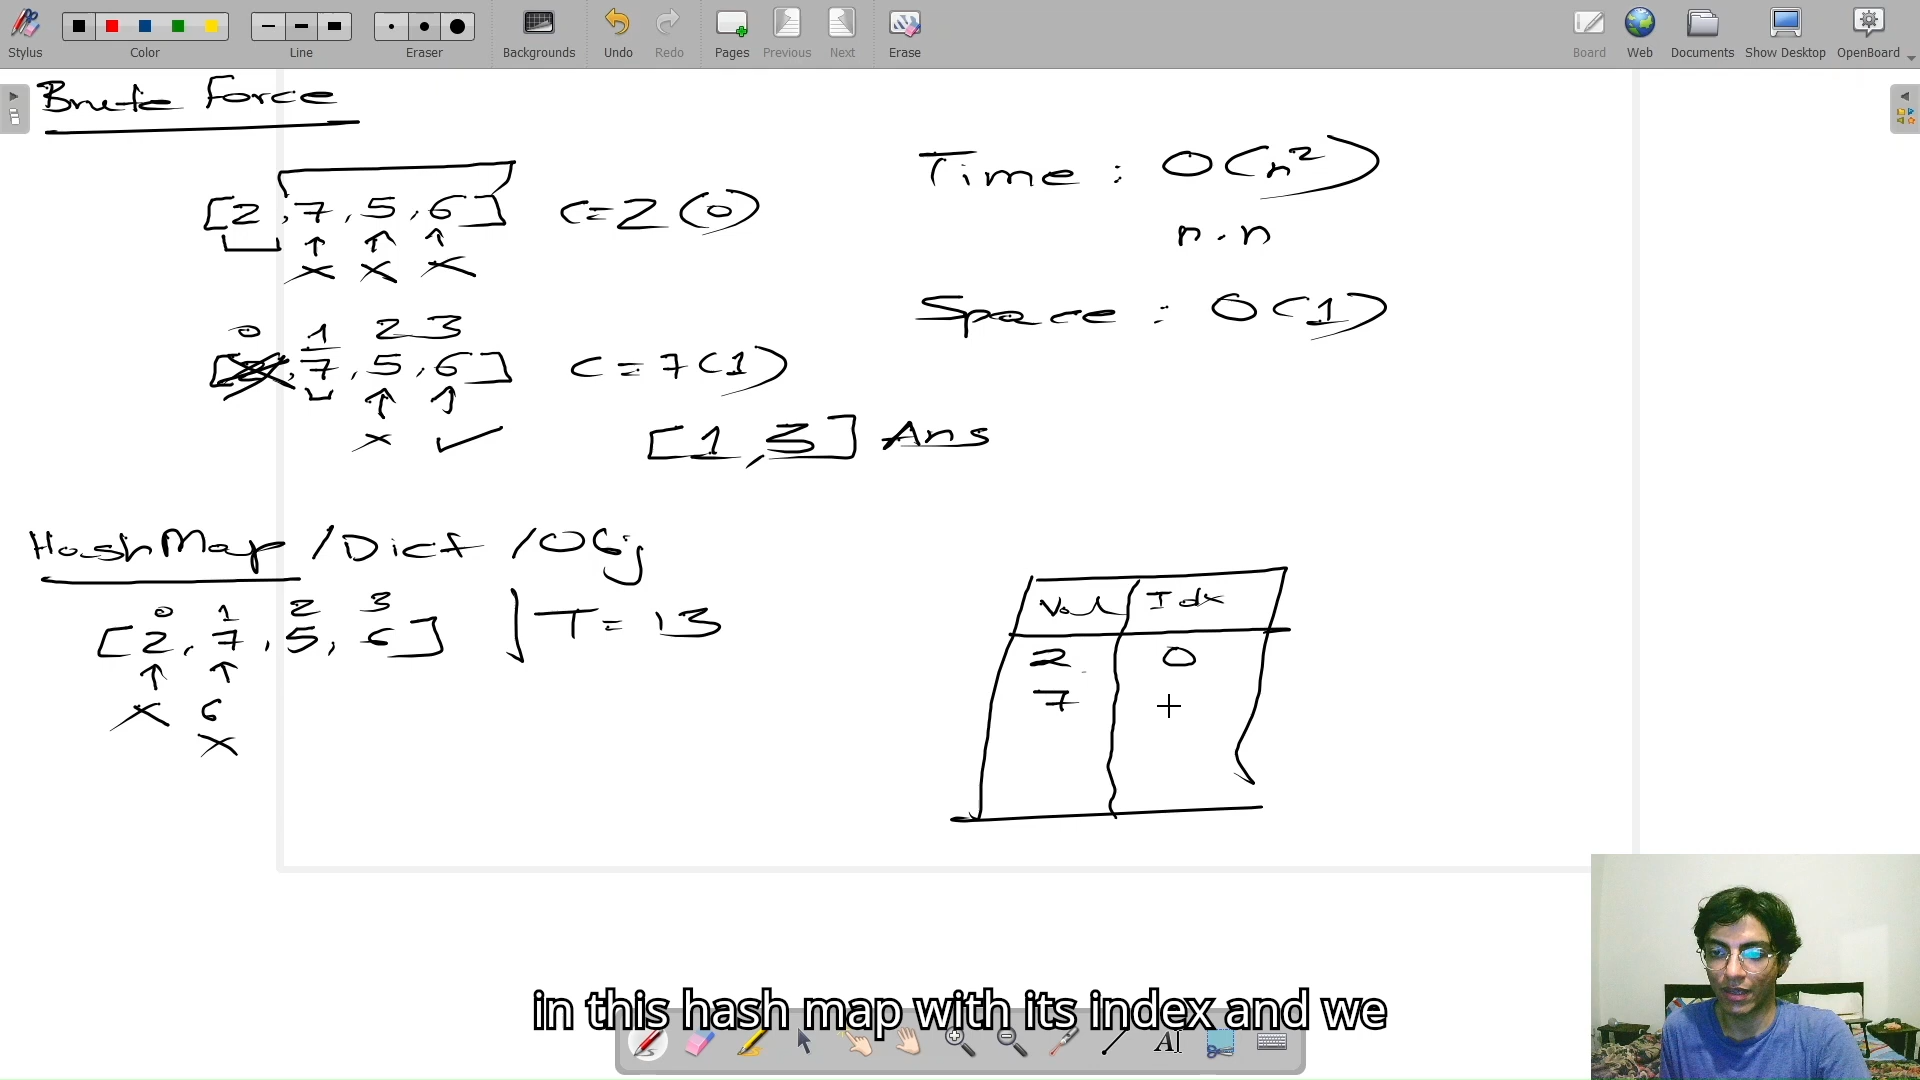 Stylus Color Line Eraser Backgrounds Undo Redo Pages Previous Next Erase Board Web Documents Show Desktop OpenBoard
Brute Force
[2,7,5,6] C=2(0)
x x x
0 1 2 3
[2,7,5,6] C=7(1)
x ✓
[1,3] Ans
Time : O(n²)
n.n
Space : O(1)
HashMap /Dict /Obj
0 1 2 3
[2,7,5,6] | T=13
x 6
x
Val Idx
2 0
7
in this hash map with its index and we